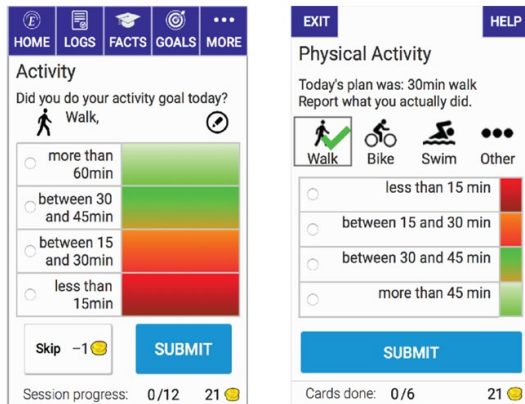 HOME LOGS FACTS GOALS MORE
Activity
Did you do your activity goal today?
Walk,
more than
60min
between 30
and 45min
between 15
and 30min
less than
15min
Skip -1
SUBMIT
Session progress: 0/12 21
EXIT HELP
Physical Activity
Today's plan was: 30min walk
Report what you actually did.
Walk Bike Swim Other
less than 15 min
between 15 and 30 min
between 30 and 45 min
more than 45 min
SUBMIT
Cards done: 0/6 21